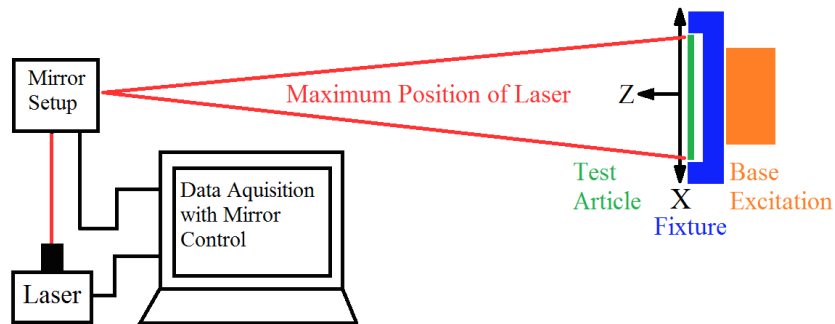 Mirror
Setup
Maximum Position of Laser
Z
Data Aquisition
with Mirror
Control
Laser
Test
Article
X
Fixture
Base
Excitation